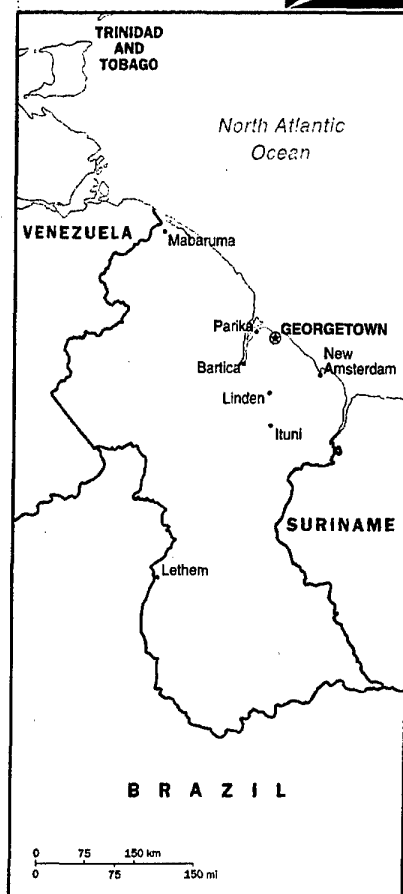 TRINIDAD
AND
TOBAGO
North Atlantic
Ocean
VENEZUELA
Mabaruma
Parika
GEORGETOWN
Bartica
New
Amsterdam
Linden
Ituni
SURINAME
Lethem
BRAZIL
0 75 150 km
0 75 150 mi